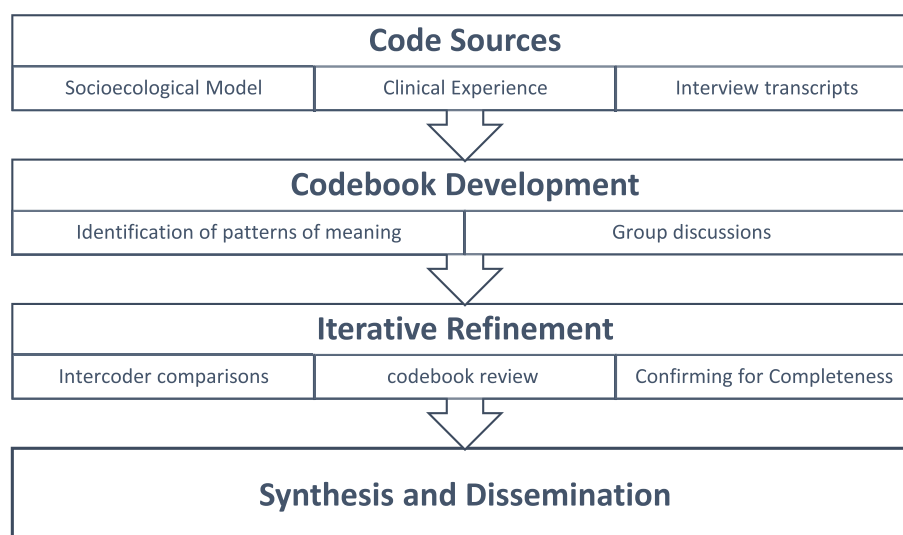 Code Sources
Socioecological Model
Clinical Experience
Interview transcripts
Codebook Development
Identification of patterns of meaning
Group discussions
Iterative Refinement
Intercoder comparisons
codebook review
Confirming for Completeness
Synthesis and Dissemination